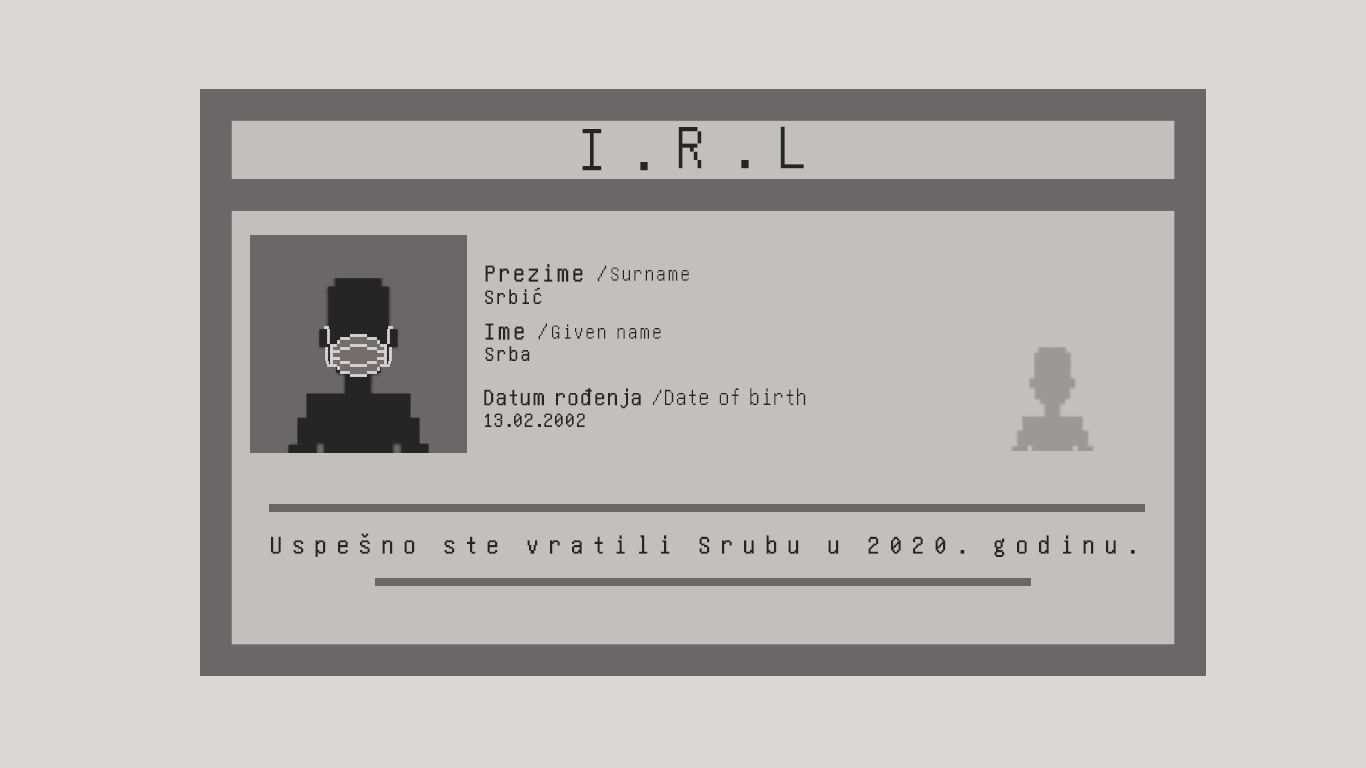 I.R.L
Prezime /Surname
Srbić
Ime /Given name
Srba
Datum rođenja /Date of birth
13.02.2002
Uspešno ste vratili Srubu u 2020. godinu.